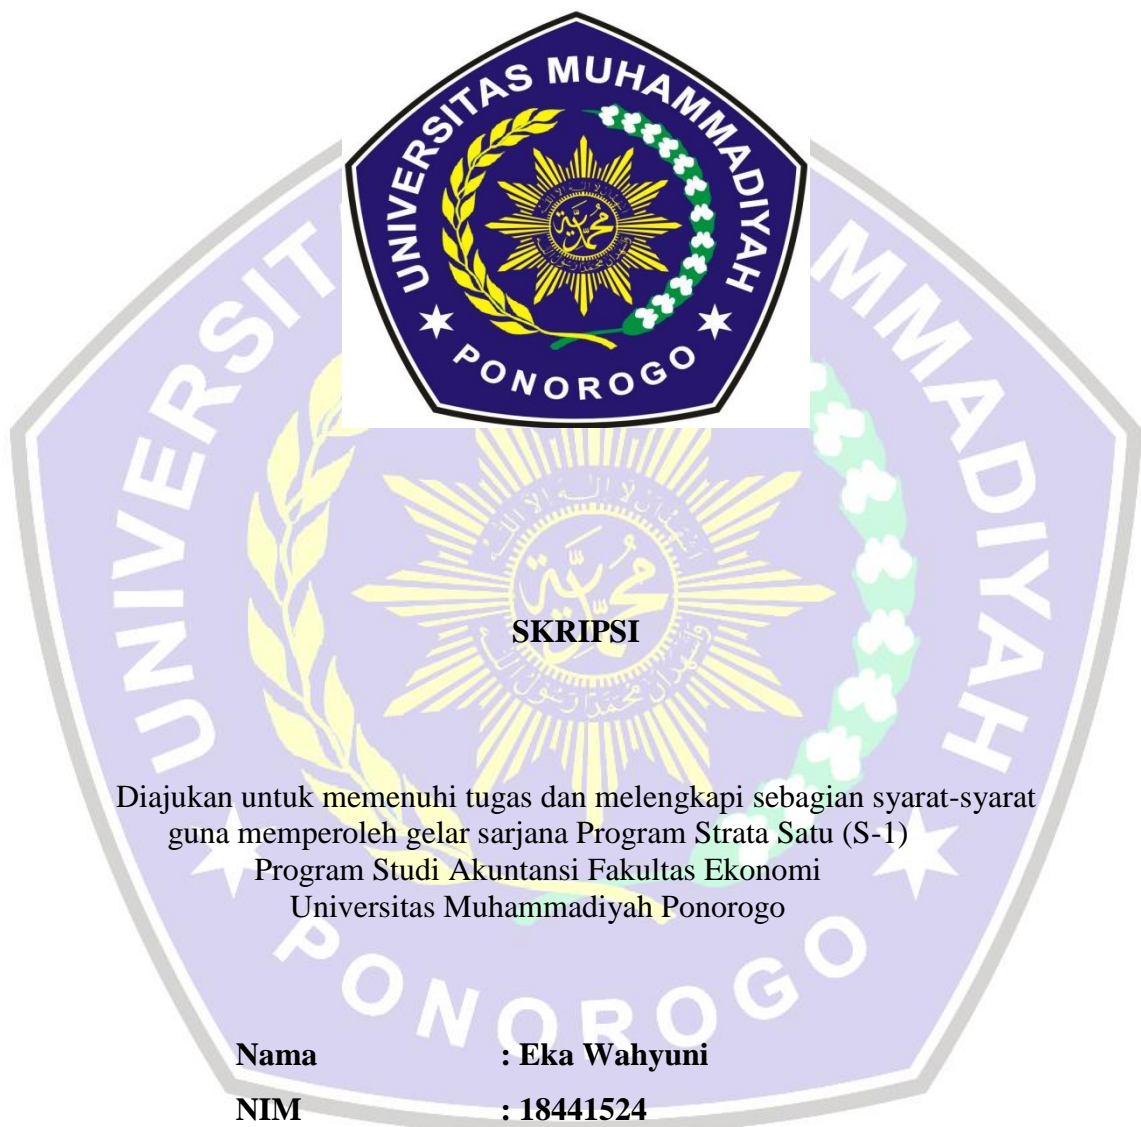 UNIVERSITAS MUHAMMADIYAH
PONOROGO
محمدية
SKRIPSI
Diajukan untuk memenuhi tugas dan melengkapi sebagian syarat-syarat
guna memperoleh gelar sarjana Program Strata Satu (S-1)
Program Studi Akuntansi Fakultas Ekonomi
Universitas Muhammadiyah Ponorogo
Nama : Eka Wahyuni
NIM : 18441524